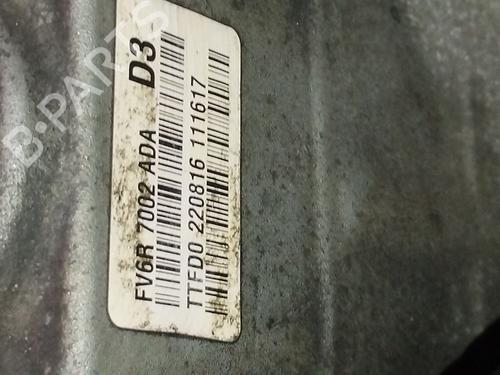 B-PARTS
FV6R 7002 ADA D3
TTFD0 220816 111617